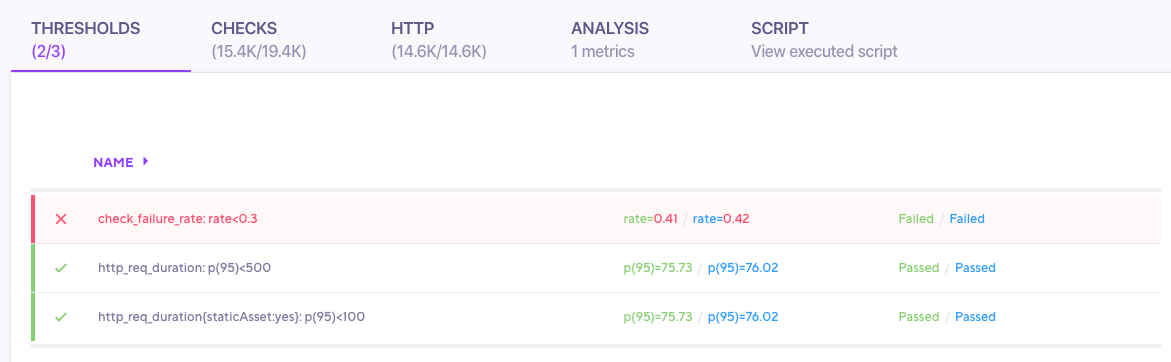 THRESHOLDS CHECKS HTTP ANALYSIS SCRIPT
(2/3) (15.4K/19.4K) (14.6K/14.6K) 1 metrics View executed script
NAME
check_failure_rate: rate<0.3 rate=0.41 / rate=0.42 Failed / Failed
http_req_duration: p(95)<500 p(95)=75.73 / p(95)=76.02 Passed / Passed
http_req_duration{staticAsset:yes}: p(95)<100 p(95)=75.73 / p(95)=76.02 Passed / Passed